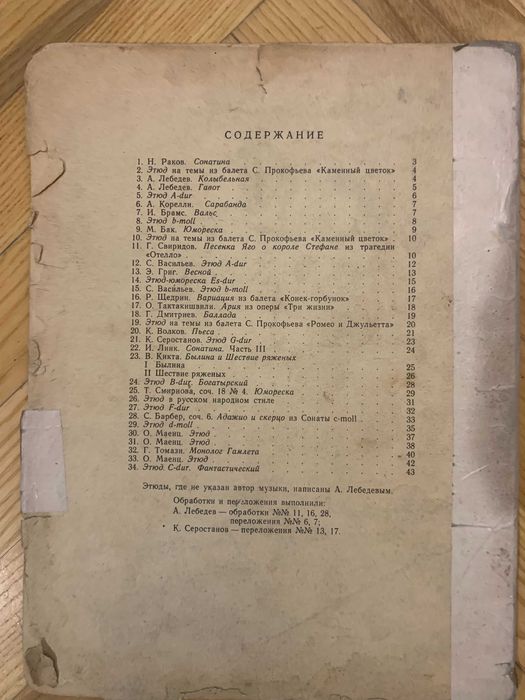 СОДЕРЖАНИЕ
1. Н. Раков. Сонатина 3
2. Этюд на темы из балета С. Прокофьева «Каменный цветок» 4
3. А. Лебедев. Колыбельная 4
4. А. Лебедев. Гавот 5
5. Этюд A-dur 6
6. А. Корелли. Сарабанда 7
7. И. Брамс. Вальс 7
8. Этюд b-moll 8
9. М. Бак. Юмореска 9
10. Этюд на темы из балета С. Прокофьева «Каменный цветок» 10
11. Г. Свиридов. Песенка Яго о короле Стефане из трагедии
«Отелло» 10
12. С. Васильев. Этюд A-dur 12
13. Э. Григ. Весной 13
14. Этюд-юмореска Es-dur 15
15. С. Васильев. Этюд b-moll 16
16. Р. Щедрин. Вариация из балета «Конек-горбунок» 17
17. О. Тактакишвили. Ария из оперы «Три жизни» 17
18. Г. Дмитриев. Баллада 18
19. Этюд на темы из балета С. Прокофьева «Ромео и Джульетта» 20
20. К. Волков. Пьеса 21
21. К. Серостанов. Этюд G-dur 23
22. И. Линк. Сонатина. Часть III 24
23. В. Кикта. Былина и Шествие ряженых
I Былина 25
II Шествие ряженых 26
24. Этюд B-dur. Богатырский 28
25. Т. Смирнова, соч. 18 № 4. Юмореска 29
26. Этюд в русском народном стиле 31
27. Этюд F-dur 32
28. С. Барбер, соч. 6. Адажио и скерцо из Сонаты c-moll 33
29. Этюд d-moll 35
30. О. Маенц. Этюд 37
31. О. Маенц. Этюд 38
32. Г. Томази. Монолог Гамлета 40
33. О. Маенц. Этюд 42
34. Этюд C-dur. Фантастический 43
Этюды, где не указан автор музыки, написаны А. Лебедевым.
Обработки и переложения выполнили:
А. Лебедев — обработки №№ 11, 16, 28,
переложения №№ 6, 7;
К. Серостанов — переложения №№ 13, 17.